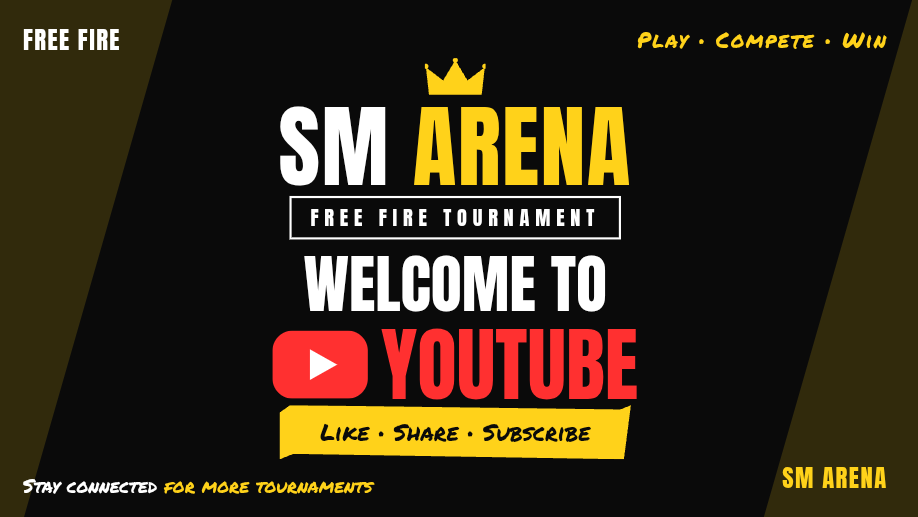 FREE FIRE
PLAY • COMPETE • WIN
SM ARENA
FREE FIRE TOURNAMENT
WELCOME TO
YOUTUBE
LIKE • SHARE • SUBSCRIBE
STAY CONNECTED FOR MORE TOURNAMENTS
SM ARENA